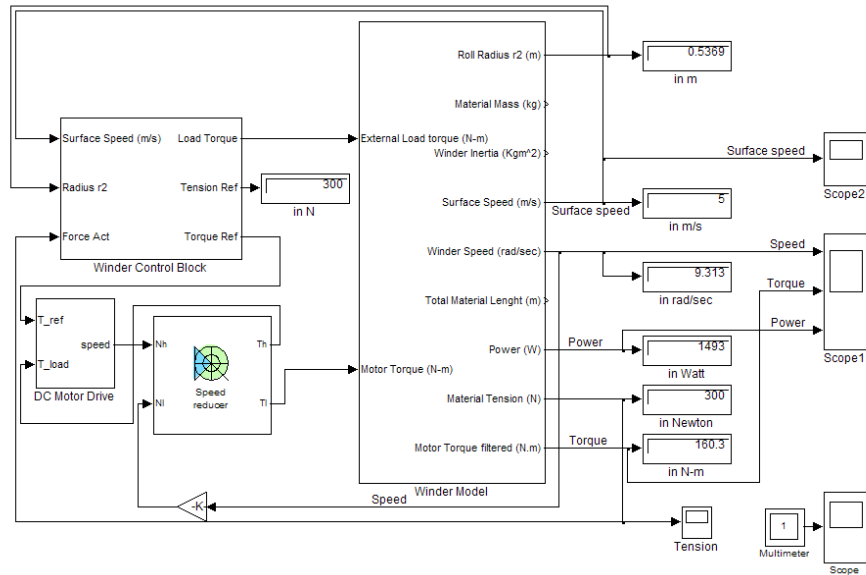 Roll Radius r2 (m)
0.5369
in m
Material Mass (kg)
Surface Speed (m/s)
Load Torque
External Load torque (N-m)
Winder Inertia (Kgm^2)
Surface speed
Scope2
Radius r2
Tension Ref
300
in N
Surface Speed (m/s)
Surface speed
5
in m/s
Force Act
Torque Ref
Winder Control Block
Winder Speed (rad/sec)
Speed
9.313
in rad/sec
Torque
Total Material Lenght (m)
T_ref
speed
T_load
DC Motor Drive
Nh
Th
Nl
Tl
Speed
reducer
Power (W)
Power
1493
in Watt
Power
Scope1
Motor Torque (N-m)
Material Tension (N)
300
in Newton
Motor Torque filtered (N.m)
Torque
160.3
in N-m
Winder Model
-K
Speed
Tension
1
Multimeter
Scope